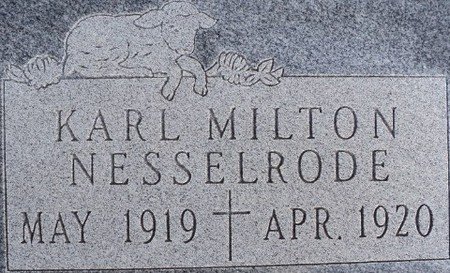 KARL MILTON
NESSELRODE
MAY 1919 APR. 1920